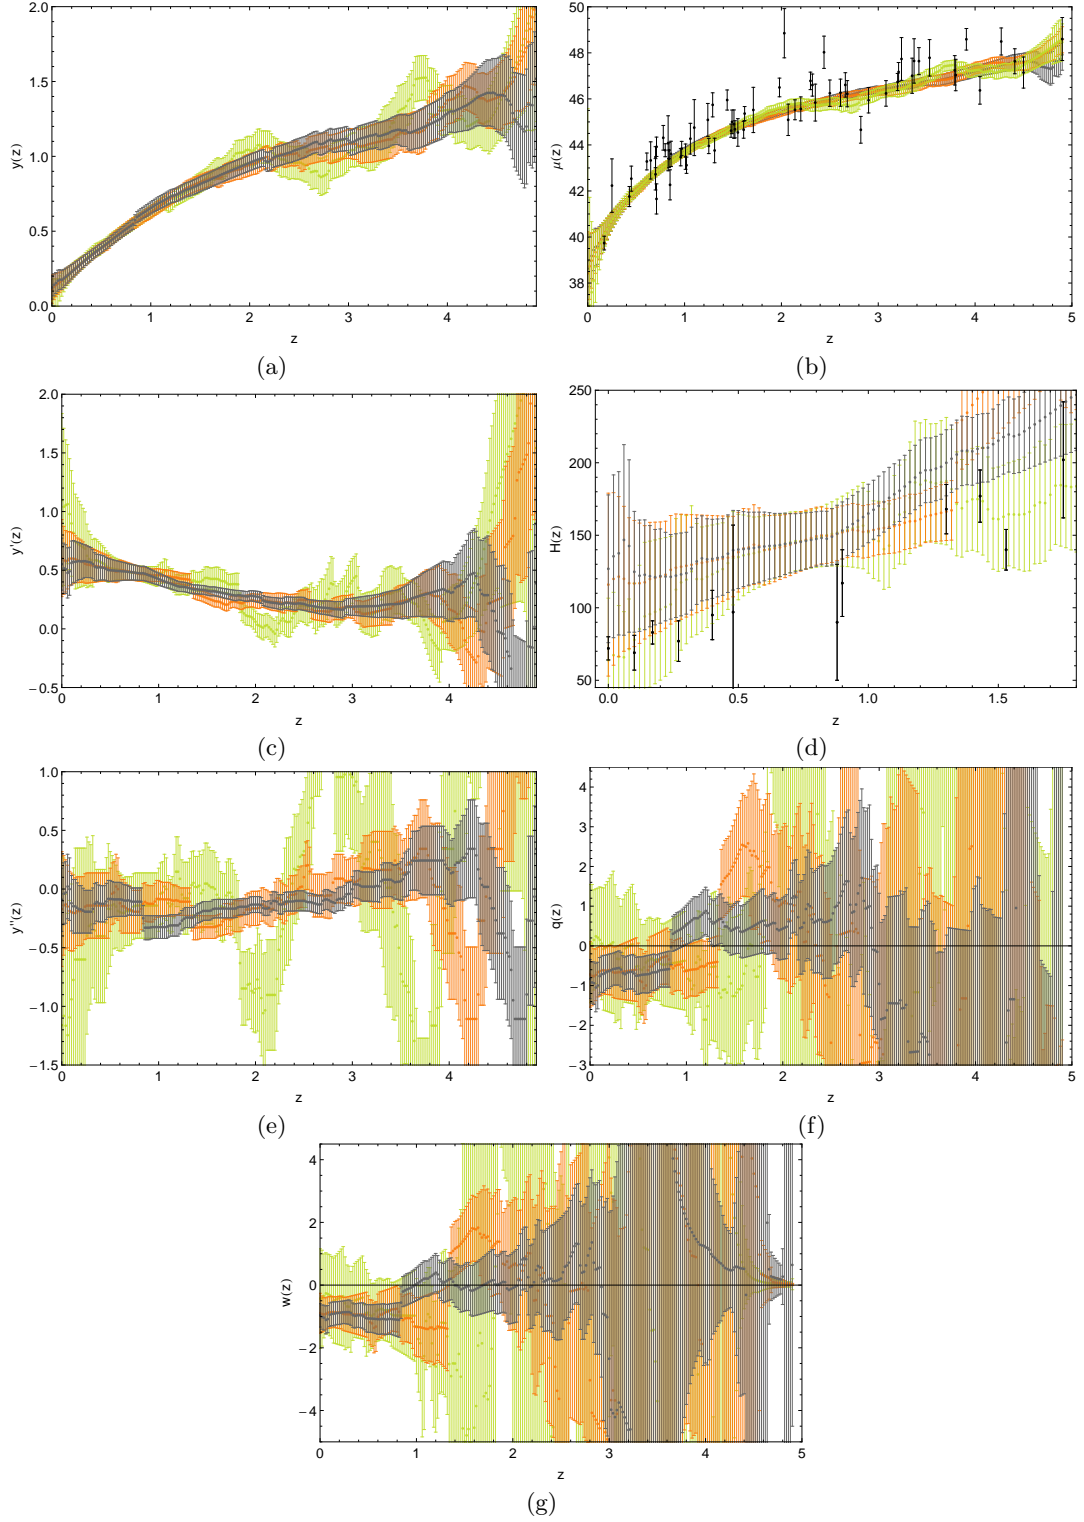 2.0
1.5
1.0
0.5
0.0
y(z)
0 1 2 3 4
z
(a)
50
48
46
44
42
40
38
μ(z)
0 1 2 3 4 5
z
(b)
2.0
1.5
1.0
0.5
0.0
−0.5
y'(z)
0 1 2 3 4
z
(c)
250
200
150
100
50
H(z)
0.0 0.5 1.0 1.5
z
(d)
1.0
0.5
0.0
−0.5
−1.0
−1.5
y''(z)
0 1 2 3 4
z
(e)
4
3
2
1
0
−1
−2
−3
q(z)
0 1 2 3 4 5
z
(f)
4
2
0
−2
−4
w(z)
0 1 2 3 4 5
z
(g)